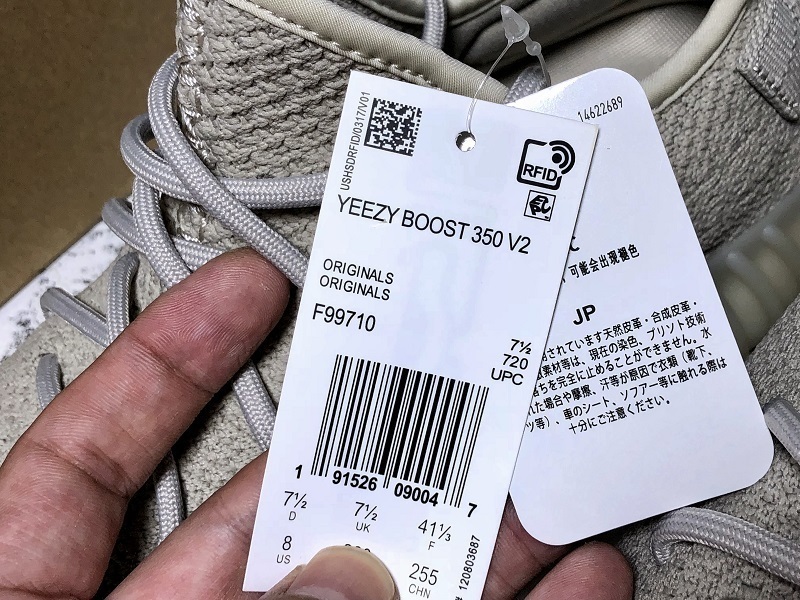 USHSDRFID/0317/V01
RFID
YEEZY BOOST 350 V2
ORIGINALS
ORIGINALS
F99710
7½
720
UPC
1 91526 09004 7
7½ 7½ 41⅓
D UK F
8 255
US CHN
120803687
14622689
可能会出現褪色
JP
されています天然皮革・合成皮革・
素材等は、現在の染色、プリント技術
落ちを完全に止めることができません。水
た場合や摩擦、汗等が原因で衣類（靴下、
ツ等）、車のシート、ソファー等に触れる際は
十分にご注意ください。